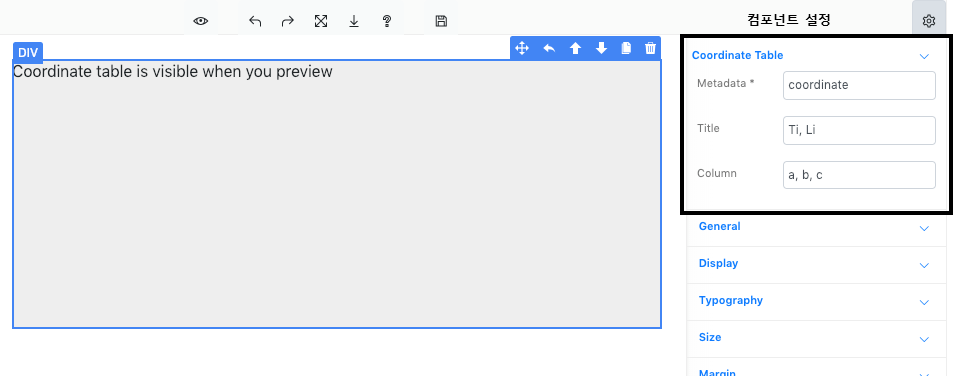 컴포넌트 설정
DIV
Coordinate table is visible when you preview
Coordinate Table
Metadata *
coordinate
Title
Ti, Li
Column
a, b, c
General
Display
Typography
Size
Margin